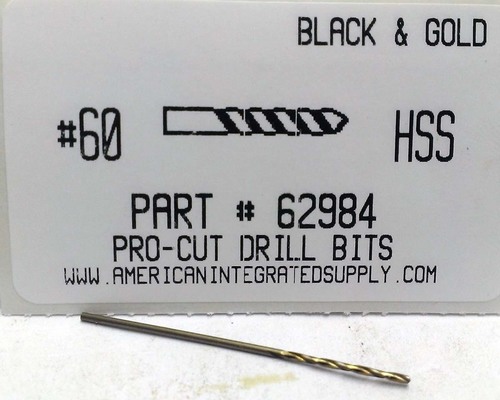 BLACK & GOLD
#60 HSS
PART # 62984
PRO-CUT DRILL BITS
WWW.AMERICANINTEGRATEDSUPPLY.COM